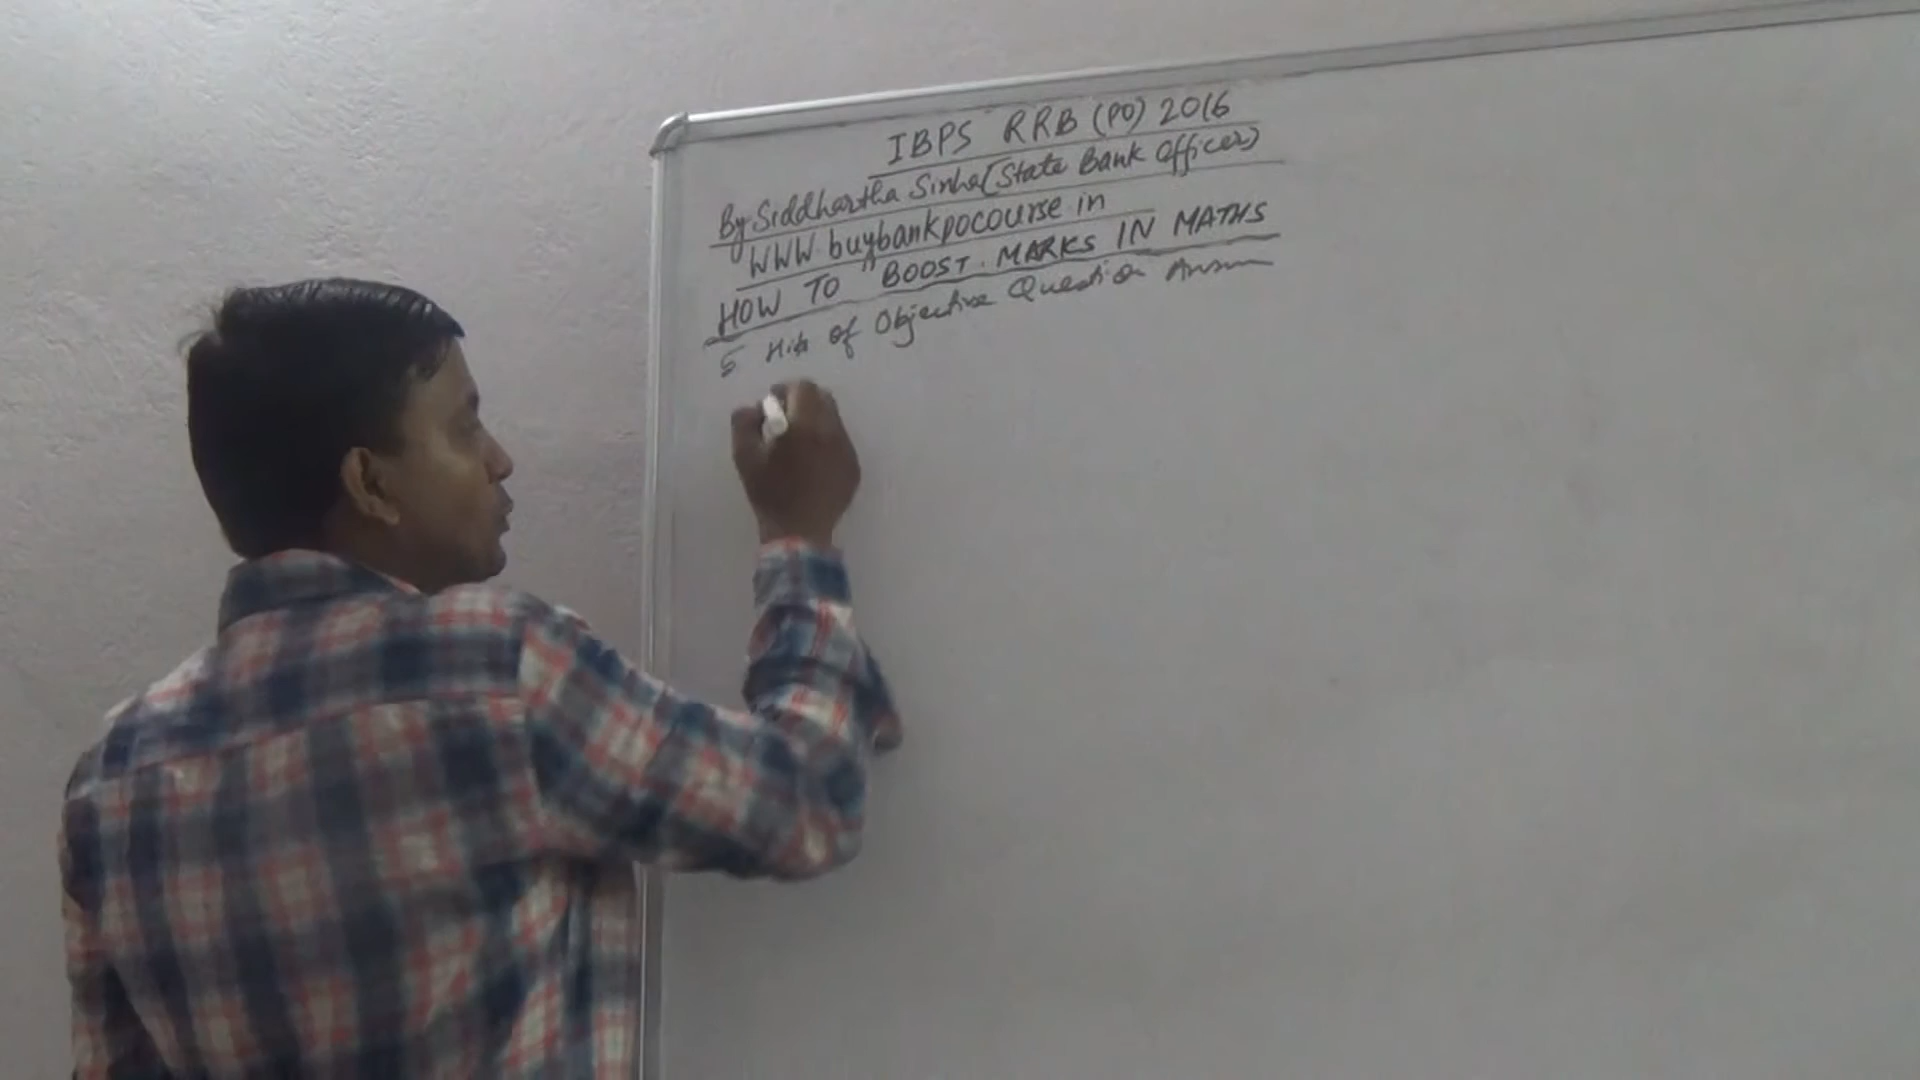 IBPS RRB (PO) 2016
By Siddhartha Sinha (State Bank Officer)
WWW.buybankpocourse.in
HOW TO "BOOST MARKS IN MATHS
5 Hits of Objective Question